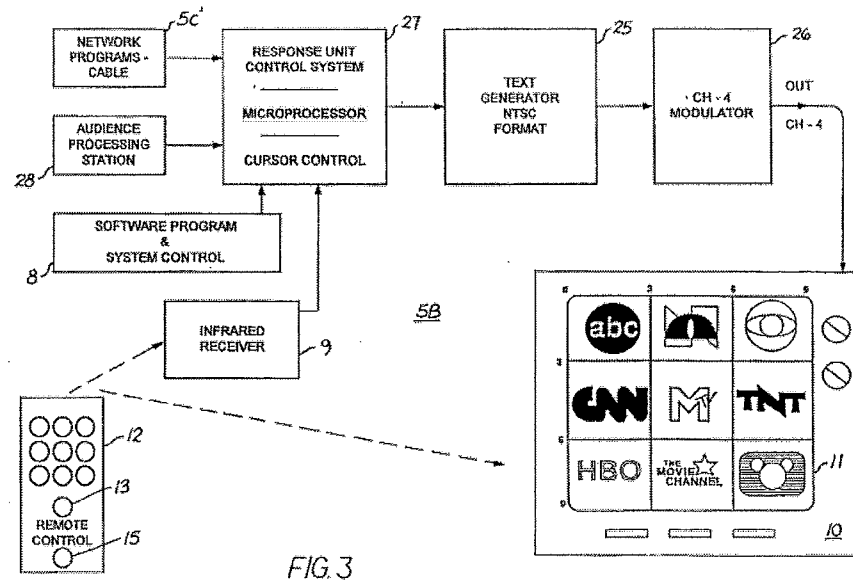 5C'
NETWORK
PROGRAMS -
CABLE
AUDIENCE
PROCESSING
STATION
28
SOFTWARE PROGRAM
&
SYSTEM CONTROL
8
27
RESPONSE UNIT
CONTROL SYSTEM
MICROPROCESSOR
CURSOR CONTROL
25
TEXT
GENERATOR
NTSC
FORMAT
26
CH-4
MODULATOR
OUT
CH-4
INFRARED
RECEIVER
9
5B
12
13
REMOTE
CONTROL
15
3
abc
CNN
MTV
TNT
HBO
THE
MOVIE
CHANNEL
11
10
FIG. 3